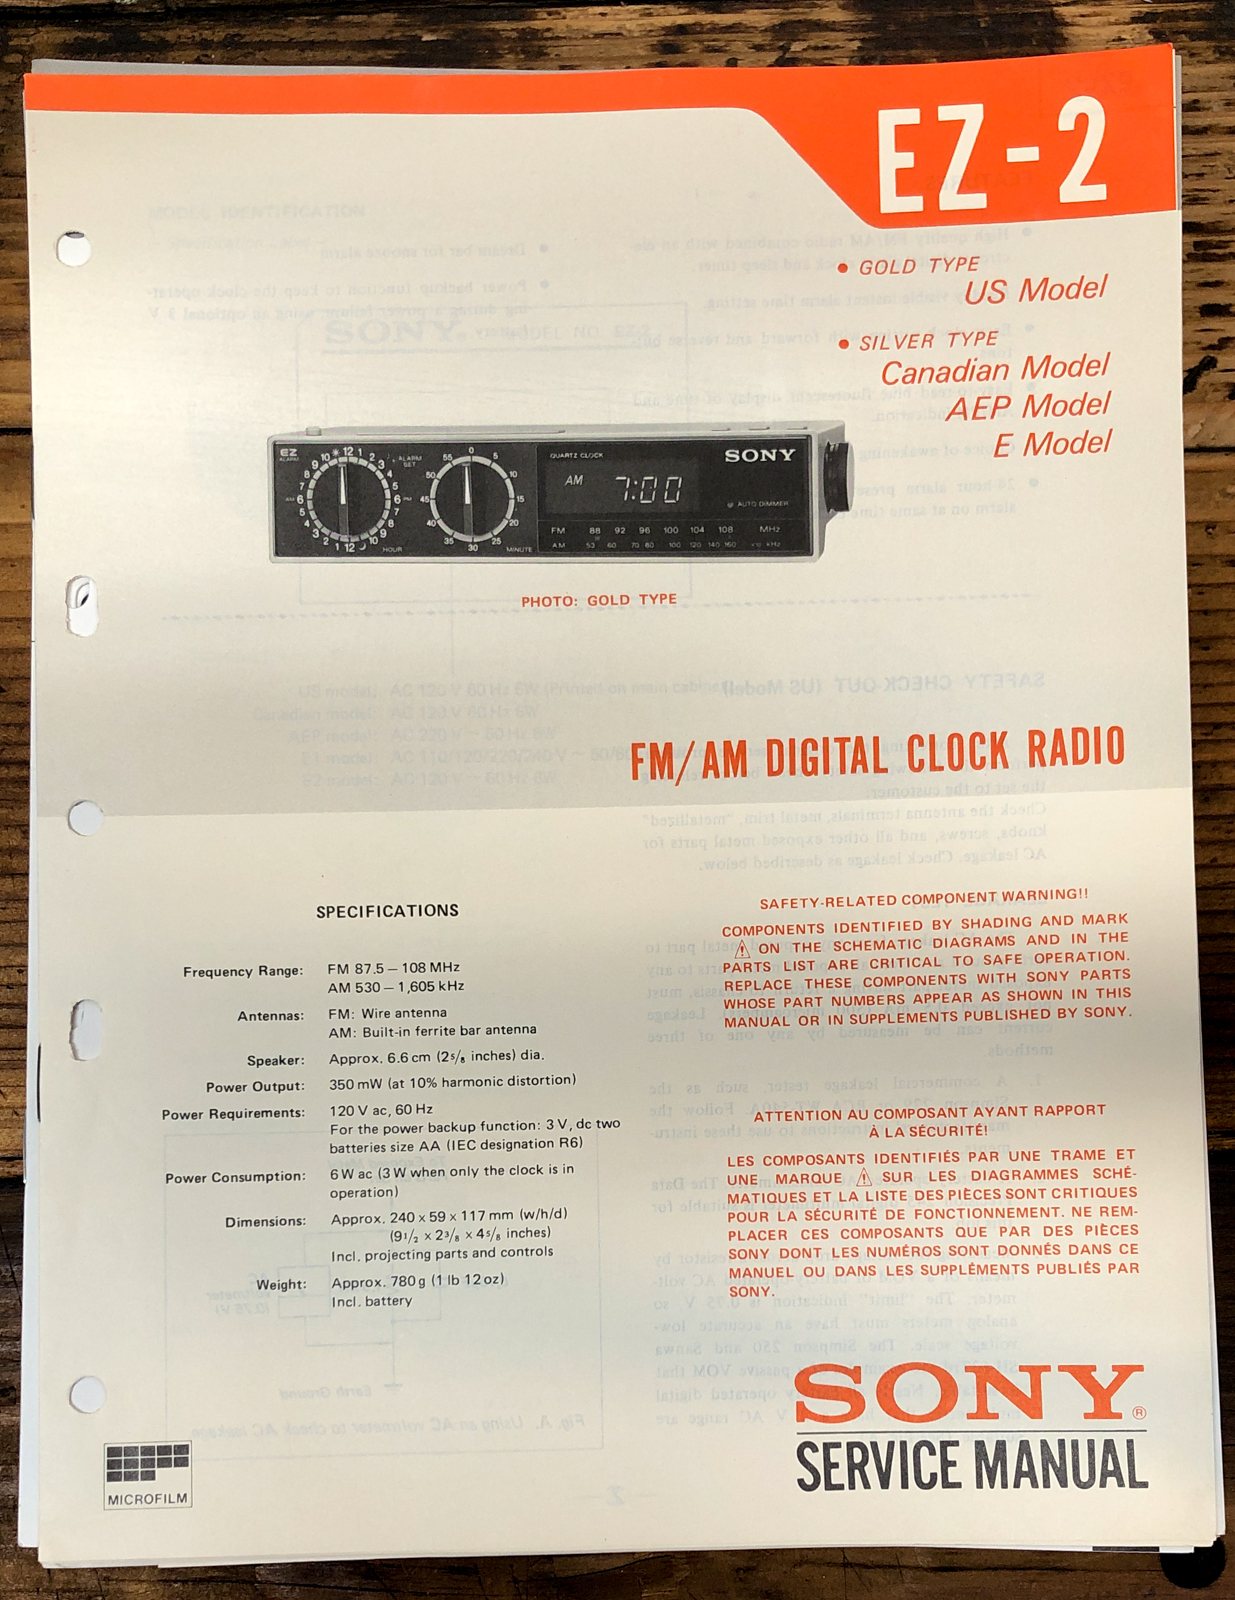 EZ-2
• GOLD TYPE
US Model
• SILVER TYPE
Canadian Model
AEP Model
E Model
EZ
ALARM
ALARM SET
AM
PM
HOUR
MINUTE
QUARTZ CLOCK
SONY
AM 7:00
AUTO DIMMER
FM 88 92 96 100 104 108 MHz
AM 53 60 70 80 100 120 140 160 x10 kHz
PHOTO: GOLD TYPE
FM/AM DIGITAL CLOCK RADIO
SPECIFICATIONS
Frequency Range: FM 87.5 – 108 MHz
AM 530 – 1,605 kHz
Antennas: FM: Wire antenna
AM: Built-in ferrite bar antenna
Speaker: Approx. 6.6 cm (2 5/8 inches) dia.
Power Output: 350 mW (at 10% harmonic distortion)
Power Requirements: 120 V ac, 60 Hz
For the power backup function: 3 V, dc two
batteries size AA (IEC designation R6)
Power Consumption: 6 W ac (3 W when only the clock is in
operation)
Dimensions: Approx. 240 x 59 x 117 mm (w/h/d)
(9 1/2 x 2 3/8 x 4 5/8 inches)
Incl. projecting parts and controls
Weight: Approx. 780 g (1 lb 12 oz)
Incl. battery
SAFETY-RELATED COMPONENT WARNING!!
COMPONENTS IDENTIFIED BY SHADING AND MARK
⚠ ON THE SCHEMATIC DIAGRAMS AND IN THE
PARTS LIST ARE CRITICAL TO SAFE OPERATION.
REPLACE THESE COMPONENTS WITH SONY PARTS
WHOSE PART NUMBERS APPEAR AS SHOWN IN THIS
MANUAL OR IN SUPPLEMENTS PUBLISHED BY SONY.
ATTENTION AU COMPOSANT AYANT RAPPORT
À LA SÉCURITÉ!
LES COMPOSANTS IDENTIFIÉS PAR UNE TRAME ET
UNE MARQUE ⚠ SUR LES DIAGRAMMES SCHÉ-
MATIQUES ET LA LISTE DES PIÈCES SONT CRITIQUES
POUR LA SÉCURITÉ DE FONCTIONNEMENT. NE REM-
PLACER CES COMPOSANTS QUE PAR DES PIÈCES
SONY DONT LES NUMÉROS SONT DONNÉS DANS CE
MANUEL OU DANS LES SUPPLÉMENTS PUBLIÉS PAR
SONY.
SONY®
SERVICE MANUAL
MICROFILM